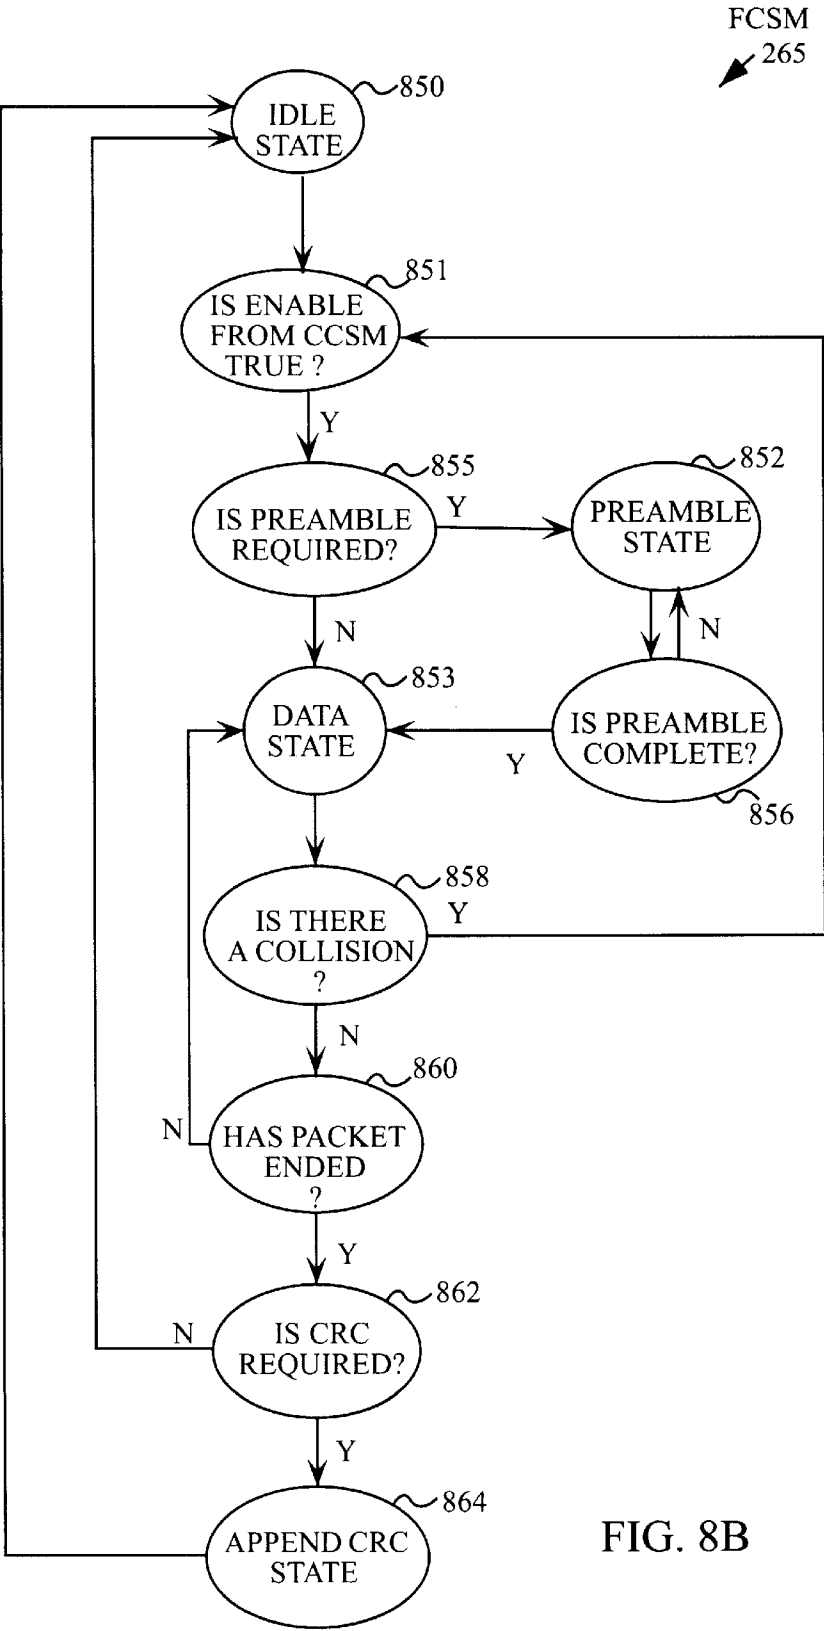 FCSM
265
850
IDLE
STATE
851
IS ENABLE
FROM CCSM
TRUE ?
Y
855
IS PREAMBLE
REQUIRED?
Y
852
PREAMBLE
STATE
N
N
853
DATA
STATE
IS PREAMBLE
COMPLETE?
Y
856
858
IS THERE
A COLLISION
?
Y
N
860
HAS PACKET
ENDED
?
N
Y
862
IS CRC
REQUIRED?
N
Y
864
APPEND CRC
STATE
FIG. 8B